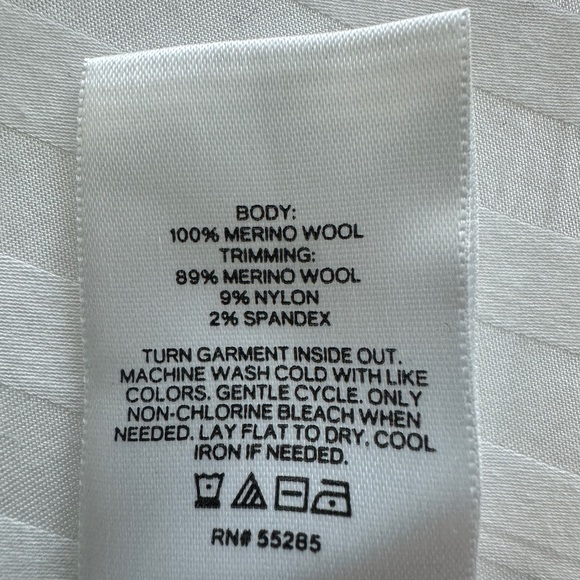 BODY:
100% MERINO WOOL
TRIMMING:
89% MERINO WOOL
9% NYLON
2% SPANDEX
TURN GARMENT INSIDE OUT.
MACHINE WASH COLD WITH LIKE
COLORS. GENTLE CYCLE. ONLY
NON-CHLORINE BLEACH WHEN
NEEDED. LAY FLAT TO DRY. COOL
IRON IF NEEDED.
RN# 55285